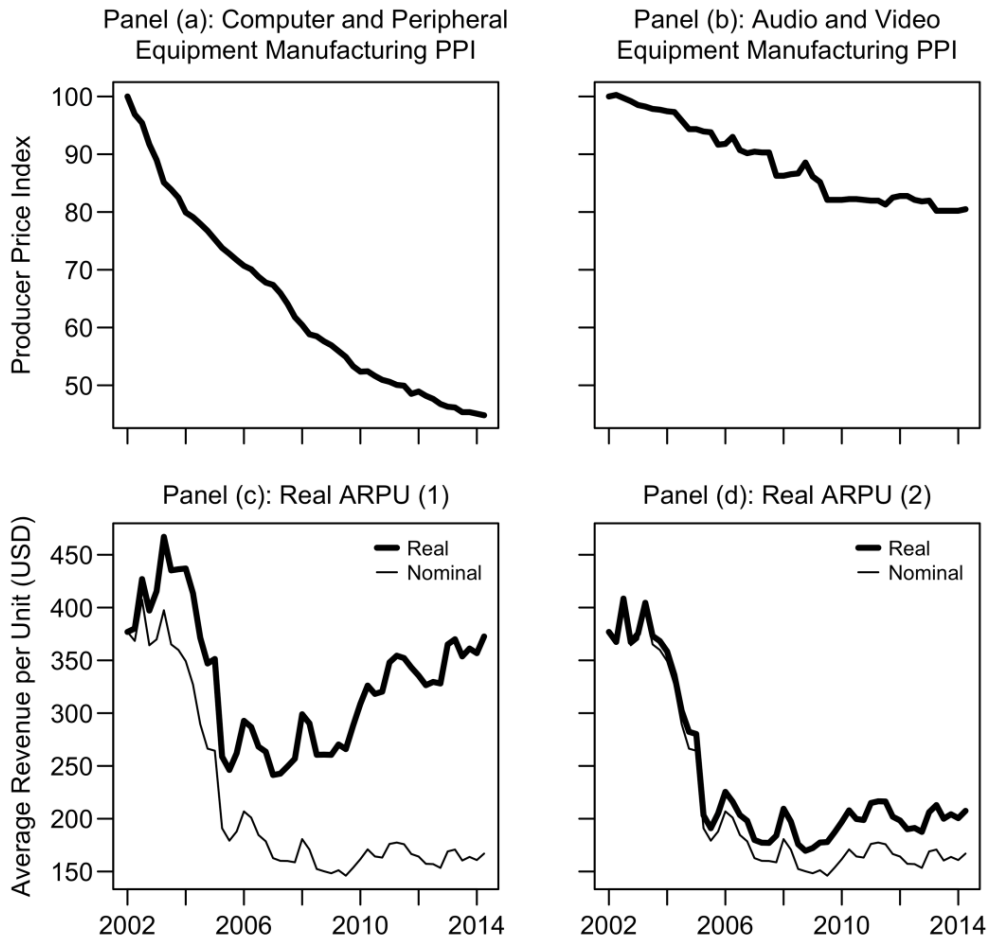 Panel (a): Computer and Peripheral
Equipment Manufacturing PPI
Panel (b): Audio and Video
Equipment Manufacturing PPI
Producer Price Index
100
90
80
70
60
50
Panel (c): Real ARPU (1)
Panel (d): Real ARPU (2)
Average Revenue per Unit (USD)
450
400
350
300
250
200
150
Real
Nominal
Real
Nominal
2002 2006 2010 2014
2002 2006 2010 2014